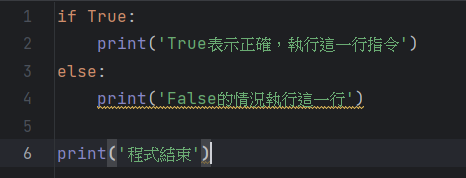 1 if True:
2     print('True表示正確，執行這一行指令')
3 else:
4     print('False的情況執行這一行')
5
6 print('程式結束')